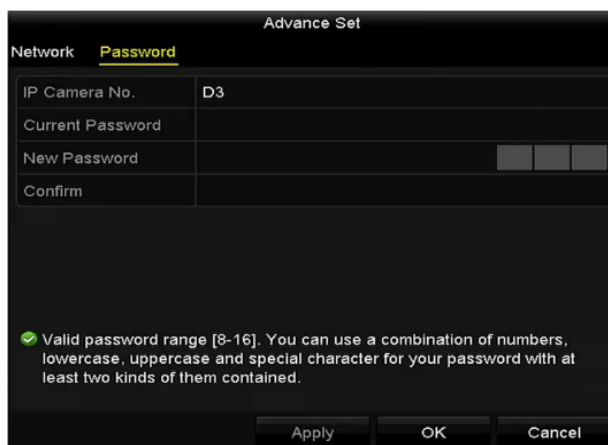 Advance Set
Network Password
IP Camera No. D3
Current Password
New Password
Confirm
Valid password range [8-16]. You can use a combination of numbers,
lowercase, uppercase and special character for your password with at
least two kinds of them contained.
Apply OK Cancel